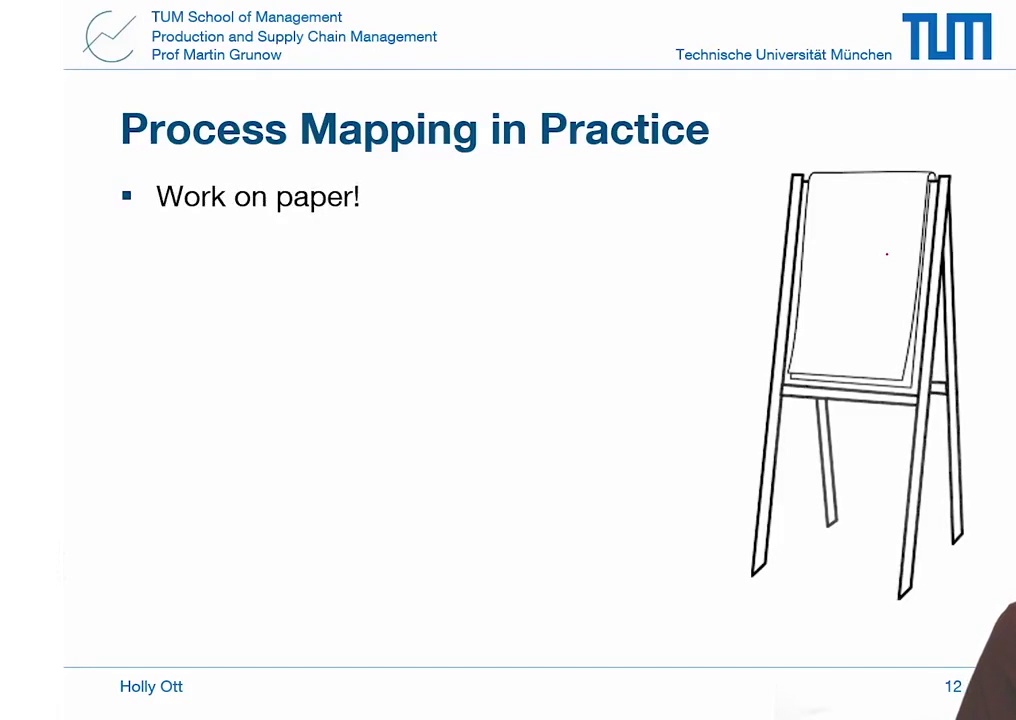 TUM School of Management
Production and Supply Chain Management
Prof Martin Grunow
Technische Universität München
TUM
Process Mapping in Practice
Work on paper!
Holly Ott
12